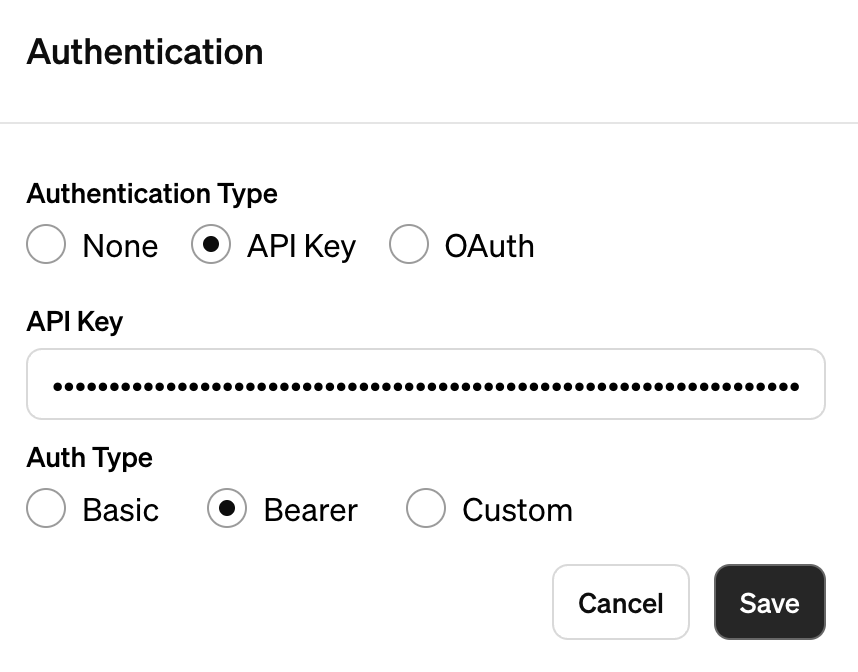 Authentication
Authentication Type
None API Key OAuth
API Key
••••••••••••••••••••••••••••••••••••••••••••••••••••••••••••••••••
Auth Type
Basic Bearer Custom
Cancel Save